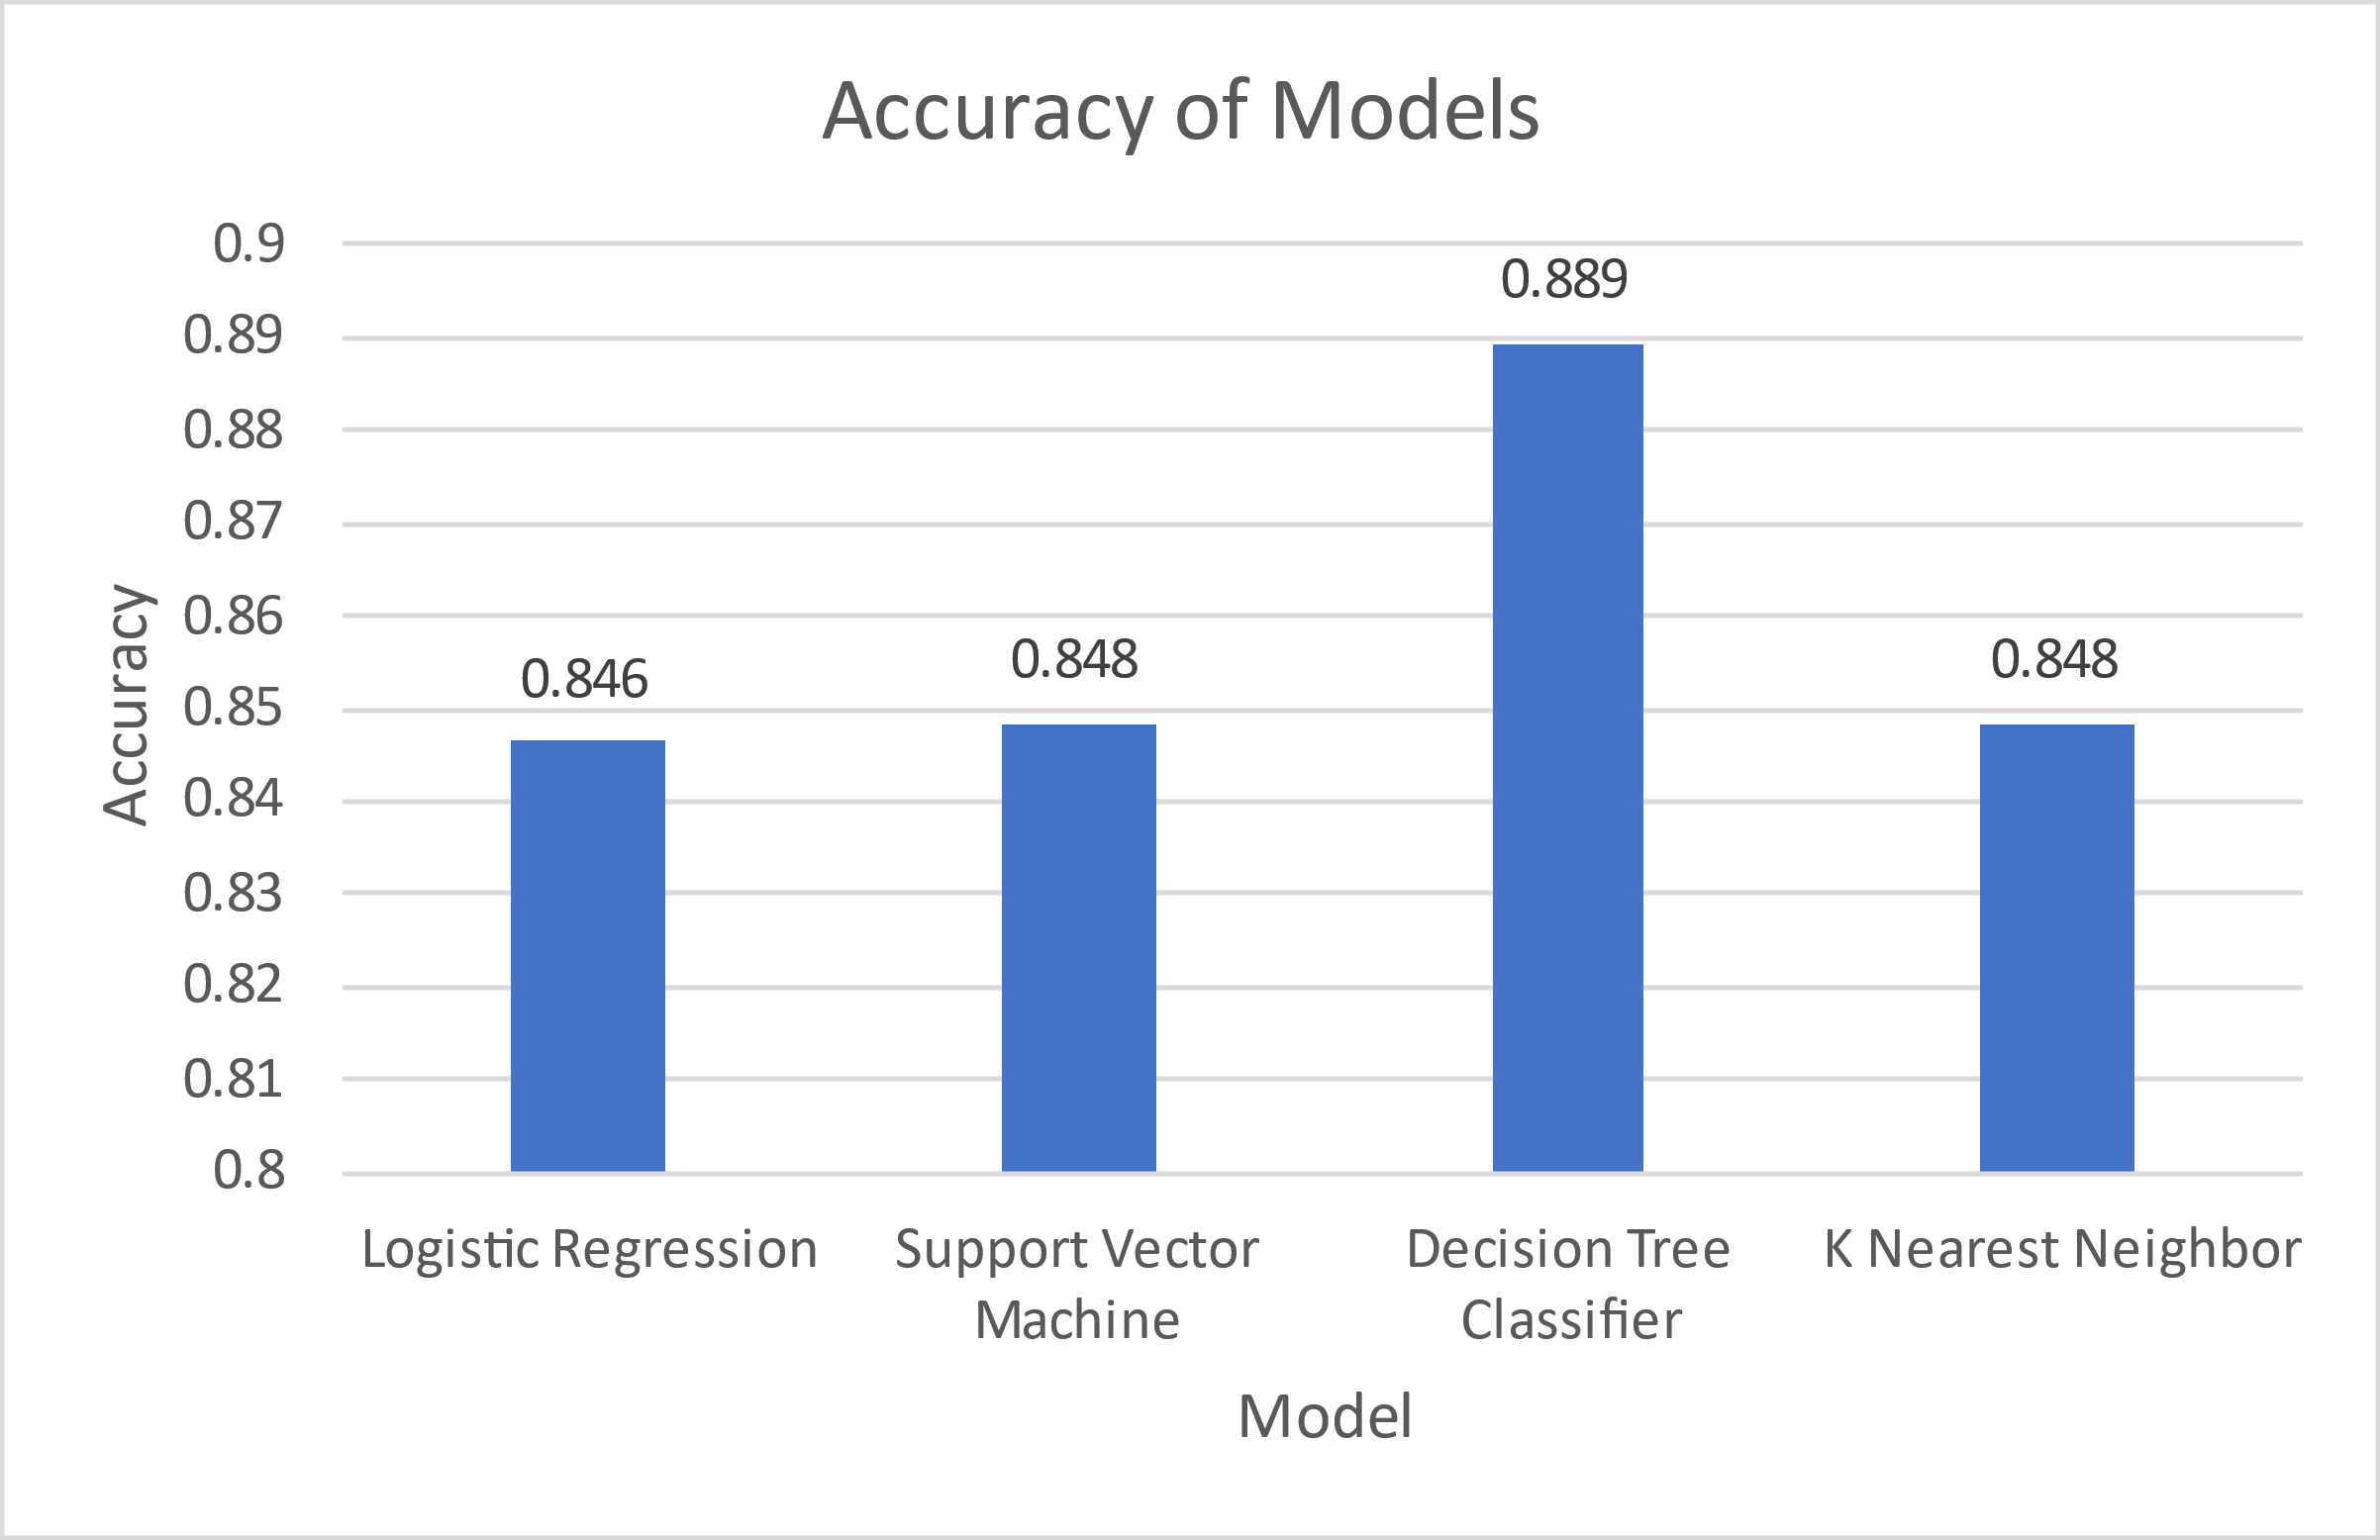 Accuracy of Models
Accuracy
0.9
0.89
0.88
0.87
0.86
0.85
0.84
0.83
0.82
0.81
0.8
0.846
0.848
0.889
0.848
Logistic Regression
Support Vector
Machine
Decision Tree
Classifier
K Nearest Neighbor
Model